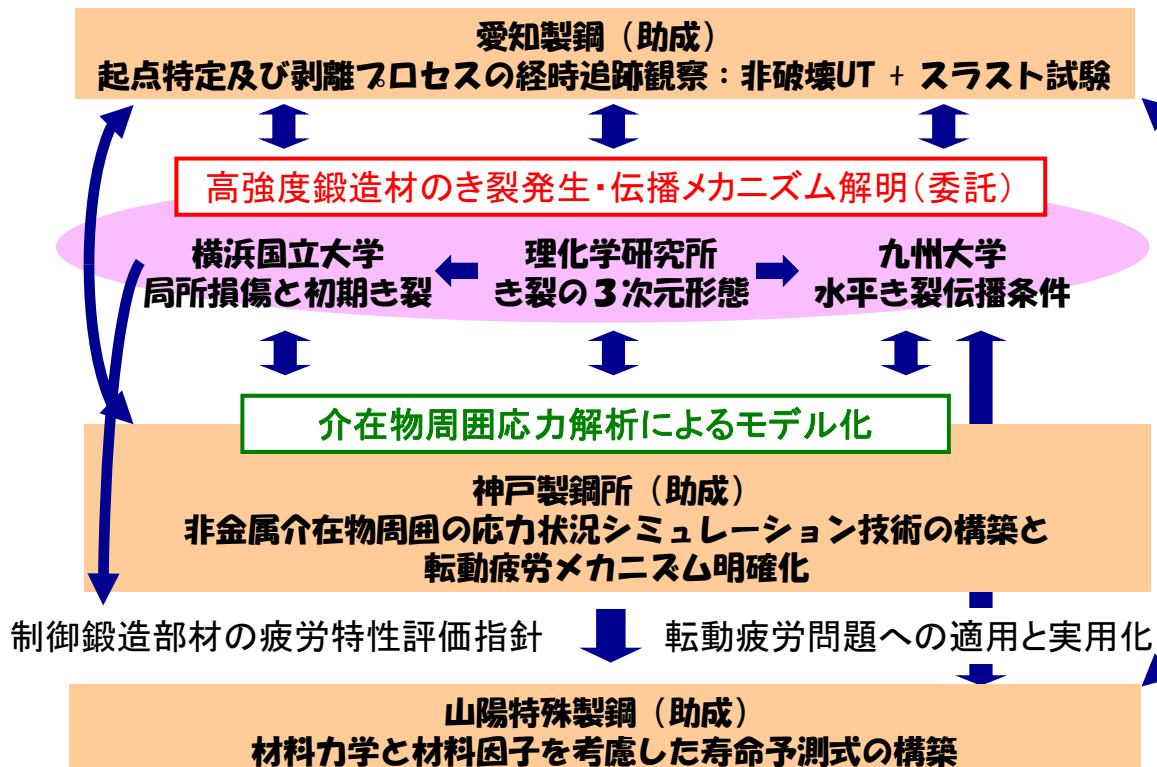 愛知製鋼（助成）
起点特定及び剥離プロセスの経時追跡観察：非破壊UT + スラスト試験
高強度鍛造材のき裂発生・伝播メカニズム解明（委託）
横浜国立大学 理化学研究所 九州大学
局所損傷と初期き裂 き裂の３次元形態 水平き裂伝播条件
介在物周囲応力解析によるモデル化
神戸製鋼所（助成）
非金属介在物周囲の応力状況シミュレーション技術の構築と
転動疲労メカニズム明確化
制御鍛造部材の疲労特性評価指針 転動疲労問題への適用と実用化
山陽特殊製鋼（助成）
材料力学と材料因子を考慮した寿命予測式の構築